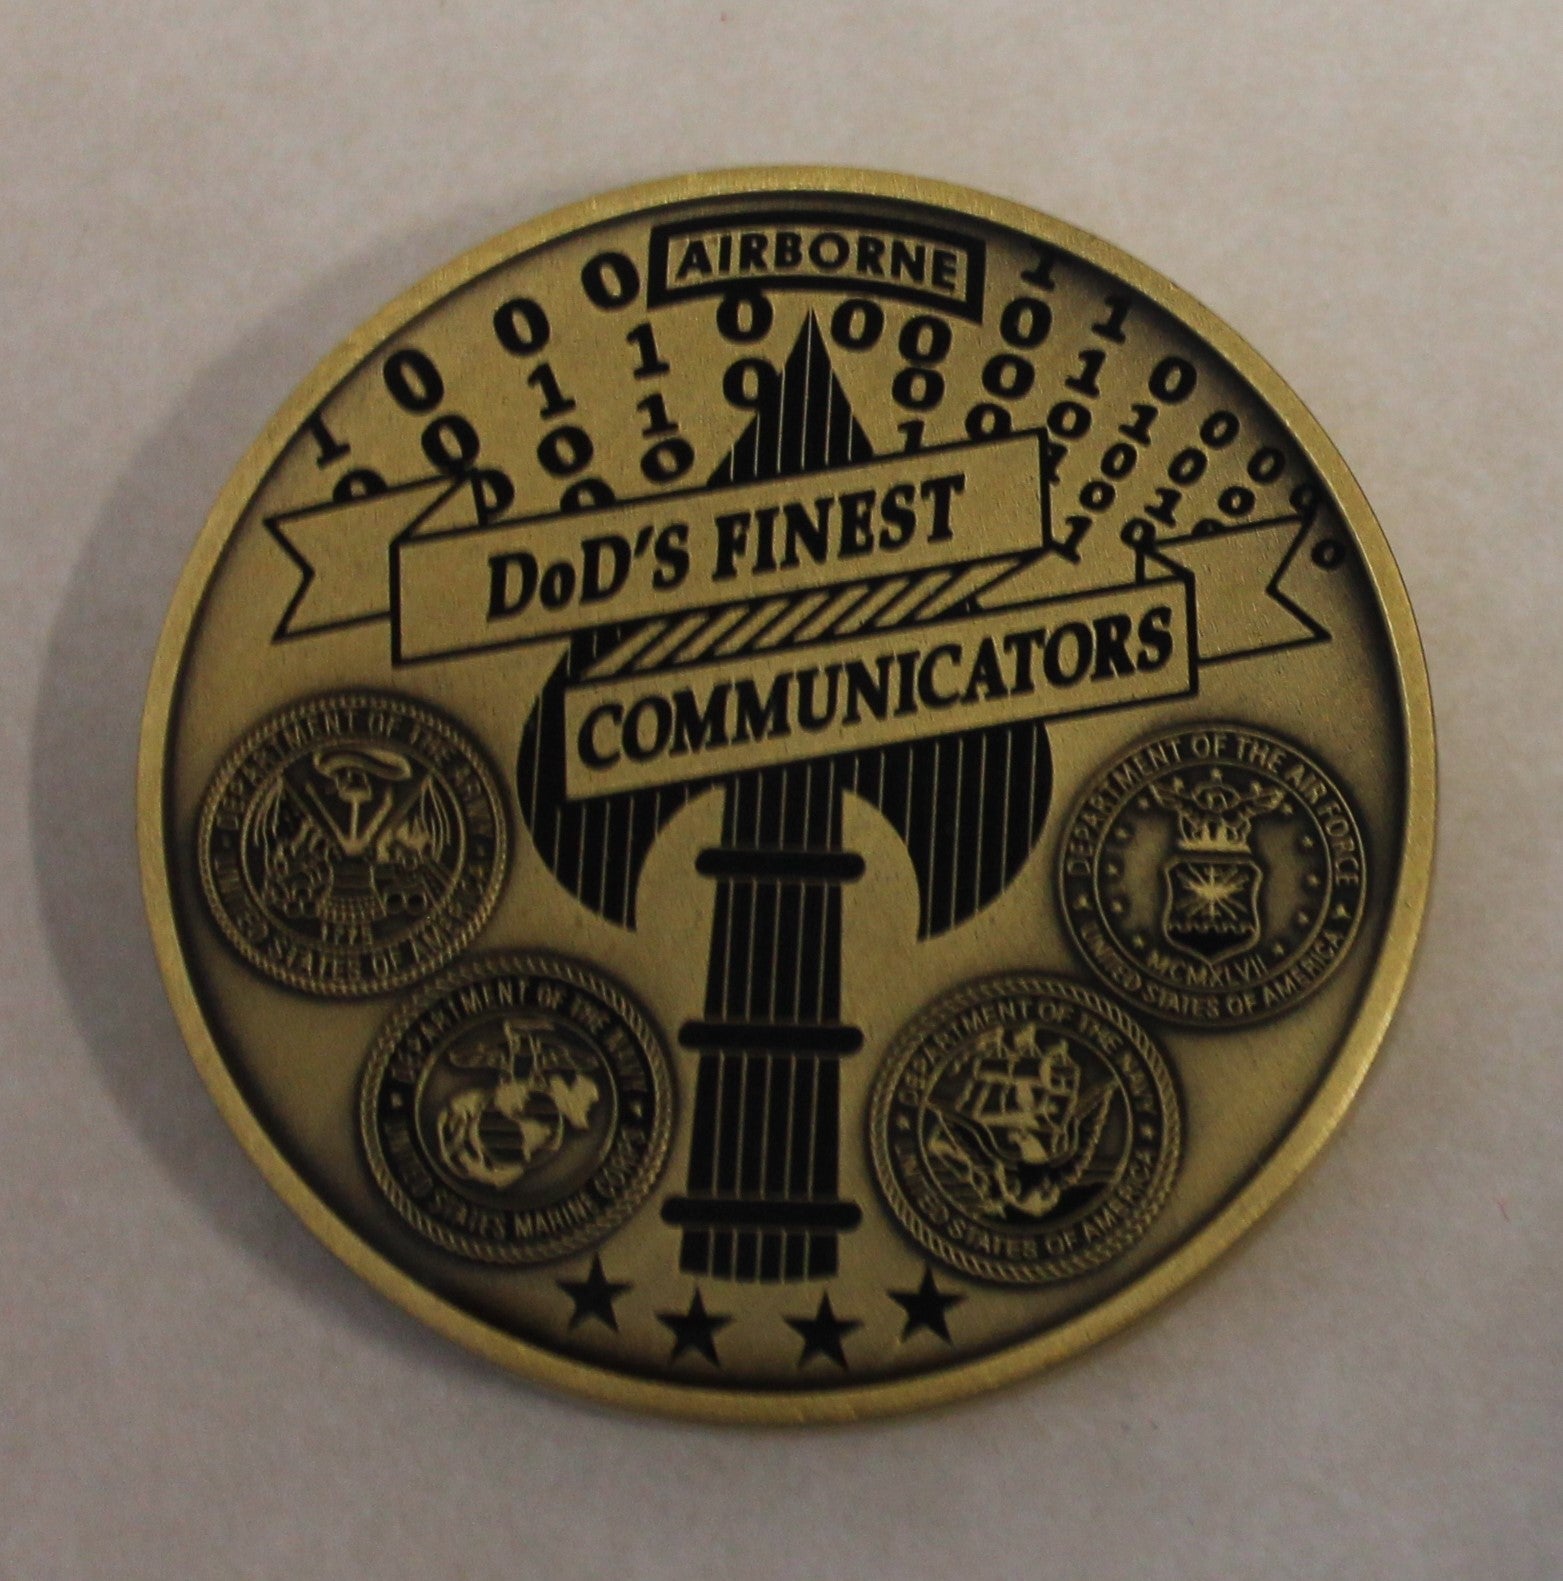 AIRBORNE
DoD'S FINEST
COMMUNICATORS
DEPARTMENT OF THE ARMY
UNITED STATES OF AMERICA
1775
DEPARTMENT OF THE AIR FORCE
MCMXLVII
UNITED STATES OF AMERICA
DEPARTMENT OF THE NAVY
UNITED STATES MARINE CORPS
DEPARTMENT OF THE NAVY
UNITED STATES OF AMERICA